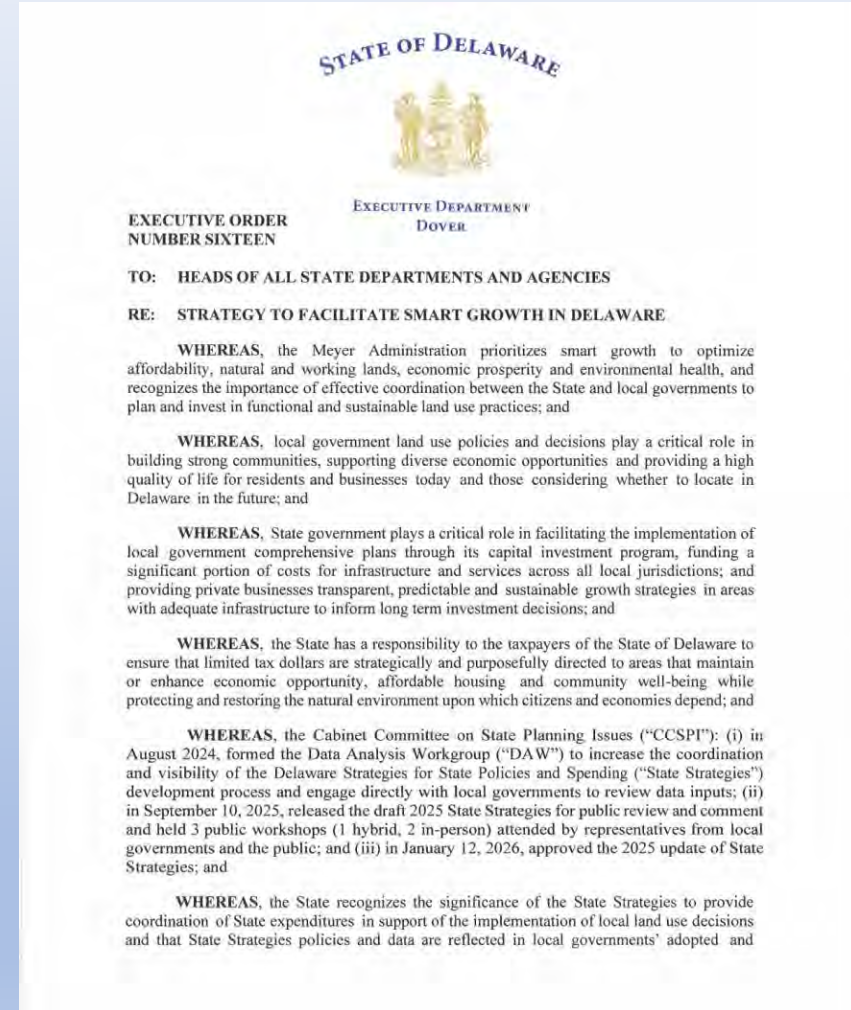 STATE OF DELAWARE
EXECUTIVE DEPARTMENT
DOVER
EXECUTIVE ORDER
NUMBER SIXTEEN
TO: HEADS OF ALL STATE DEPARTMENTS AND AGENCIES
RE: STRATEGY TO FACILITATE SMART GROWTH IN DELAWARE
WHEREAS, the Meyer Administration prioritizes smart growth to optimize
affordability, natural and working lands, economic prosperity and environmental health, and
recognizes the importance of effective coordination between the State and local governments to
plan and invest in functional and sustainable land use practices; and
WHEREAS, local government land use policies and decisions play a critical role in
building strong communities, supporting diverse economic opportunities and providing a high
quality of life for residents and businesses today and those considering whether to locate in
Delaware in the future; and
WHEREAS, State government plays a critical role in facilitating the implementation of
local government comprehensive plans through its capital investment program, funding a
significant portion of costs for infrastructure and services across all local jurisdictions; and
providing private businesses transparent, predictable and sustainable growth strategies in areas
with adequate infrastructure to inform long term investment decisions; and
WHEREAS, the State has a responsibility to the taxpayers of the State of Delaware to
ensure that limited tax dollars are strategically and purposefully directed to areas that maintain
or enhance economic opportunity, affordable housing and community well-being while
protecting and restoring the natural environment upon which citizens and economies depend; and
WHEREAS, the Cabinet Committee on State Planning Issues ("CCSPI"): (i) in
August 2024, formed the Data Analysis Workgroup ("DAW") to increase the coordination
and visibility of the Delaware Strategies for State Policies and Spending ("State Strategies")
development process and engage directly with local governments to review data inputs; (ii)
in September 10, 2025, released the draft 2025 State Strategies for public review and comment
and held 3 public workshops (1 hybrid, 2 in-person) attended by representatives from local
governments and the public; and (iii) in January 12, 2026, approved the 2025 update of State
Strategies; and
WHEREAS, the State recognizes the significance of the State Strategies to provide
coordination of State expenditures in support of the implementation of local land use decisions
and that State Strategies policies and data are reflected in local governments' adopted and